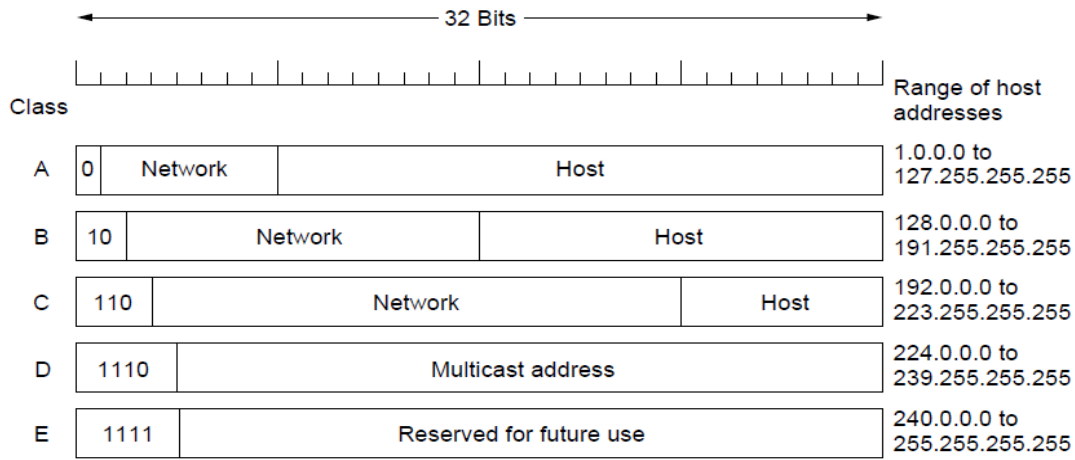 32 Bits
Range of host
addresses
Class
A 0 Network Host 1.0.0.0 to
127.255.255.255
B 10 Network Host 128.0.0.0 to
191.255.255.255
C 110 Network Host 192.0.0.0 to
223.255.255.255
D 1110 Multicast address 224.0.0.0 to
239.255.255.255
E 1111 Reserved for future use 240.0.0.0 to
255.255.255.255